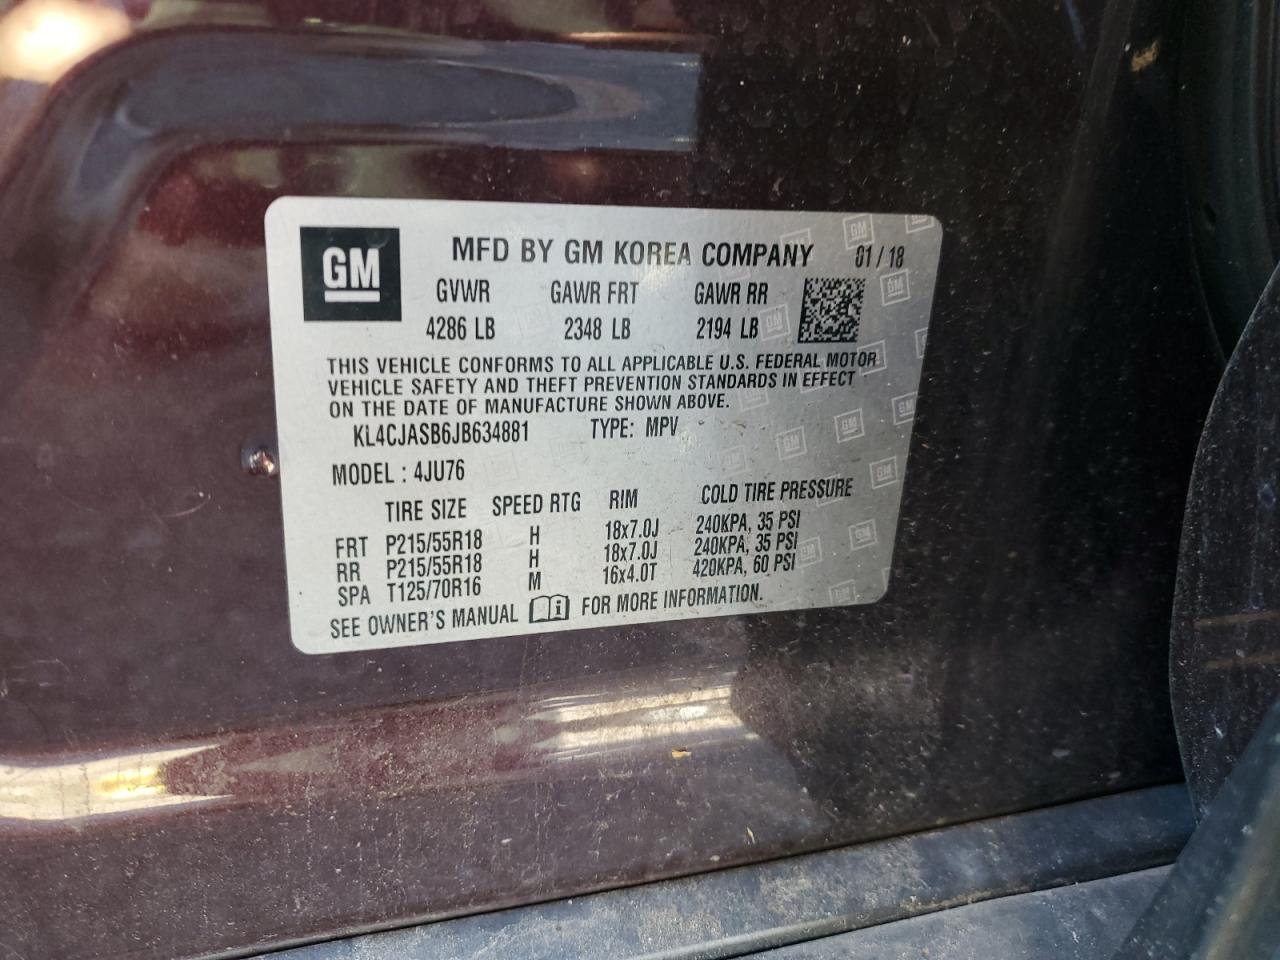 GM
MFD BY GM KOREA COMPANY 01 / 18
GVWR GAWR FRT GAWR RR
4286 LB 2348 LB 2194 LB
THIS VEHICLE CONFORMS TO ALL APPLICABLE U.S. FEDERAL MOTOR
VEHICLE SAFETY AND THEFT PREVENTION STANDARDS IN EFFECT
ON THE DATE OF MANUFACTURE SHOWN ABOVE.
KL4CJASB6JB634881 TYPE: MPV
MODEL : 4JU76
TIRE SIZE SPEED RTG RIM COLD TIRE PRESSURE
FRT P215/55R18 H 18x7.0J 240KPA, 35 PSI
RR P215/55R18 H 18x7.0J 240KPA, 35 PSI
SPA T125/70R16 M 16x4.0T 420KPA, 60 PSI
SEE OWNER'S MANUAL FOR MORE INFORMATION.